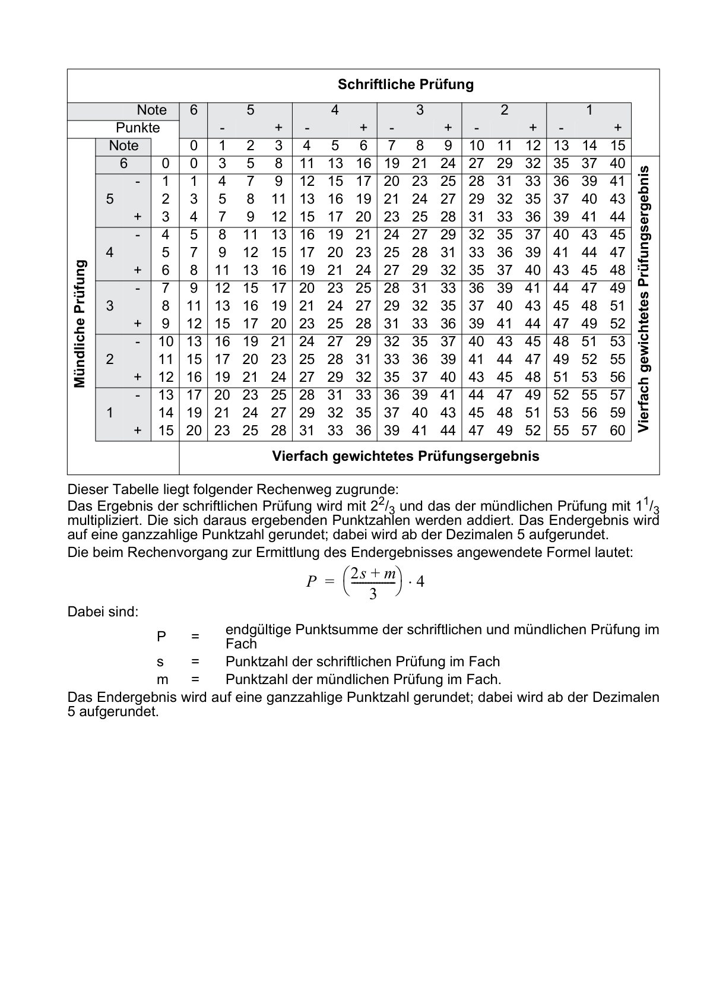 Schriftliche Prüfung
Note 6 5 4 3 2 1
Punkte - + - + - + - + - +
Note 0 1 2 3 4 5 6 7 8 9 10 11 12 13 14 15
6 0 0 3 5 8 11 13 16 19 21 24 27 29 32 35 37 40
- 1 1 4 7 9 12 15 17 20 23 25 28 31 33 36 39 41
5 2 3 5 8 11 13 16 19 21 24 27 29 32 35 37 40 43
+ 3 4 7 9 12 15 17 20 23 25 28 31 33 36 39 41 44
- 4 5 8 11 13 16 19 21 24 27 29 32 35 37 40 43 45
4 5 7 9 12 15 17 20 23 25 28 31 33 36 39 41 44 47
+ 6 8 11 13 16 19 21 24 27 29 32 35 37 40 43 45 48
- 7 9 12 15 17 20 23 25 28 31 33 36 39 41 44 47 49
3 8 11 13 16 19 21 24 27 29 32 35 37 40 43 45 48 51
+ 9 12 15 17 20 23 25 28 31 33 36 39 41 44 47 49 52
- 10 13 16 19 21 24 27 29 32 35 37 40 43 45 48 51 53
2 11 15 17 20 23 25 28 31 33 36 39 41 44 47 49 52 55
+ 12 16 19 21 24 27 29 32 35 37 40 43 45 48 51 53 56
- 13 17 20 23 25 28 31 33 36 39 41 44 47 49 52 55 57
1 14 19 21 24 27 29 32 35 37 40 43 45 48 51 53 56 59
+ 15 20 23 25 28 31 33 36 39 41 44 47 49 52 55 57 60
Mündliche Prüfung
Vierfach gewichtetes Prüfungsergebnis
Vierfach gewichtetes Prüfungsergebnis
Dieser Tabelle liegt folgender Rechenweg zugrunde:
Das Ergebnis der schriftlichen Prüfung wird mit 2²/₃ und das der mündlichen Prüfung mit 1¹/₃
multipliziert. Die sich daraus ergebenden Punktzahlen werden addiert. Das Endergebnis wird
auf eine ganzzahlige Punktzahl gerundet; dabei wird ab der Dezimalen 5 aufgerundet.
Die beim Rechenvorgang zur Ermittlung des Endergebnisses angewendete Formel lautet:
P = (2s + m / 3) · 4
Dabei sind:
P = endgültige Punktsumme der schriftlichen und mündlichen Prüfung im
Fach
s = Punktzahl der schriftlichen Prüfung im Fach
m = Punktzahl der mündlichen Prüfung im Fach.
Das Endergebnis wird auf eine ganzzahlige Punktzahl gerundet; dabei wird ab der Dezimalen
5 aufgerundet.